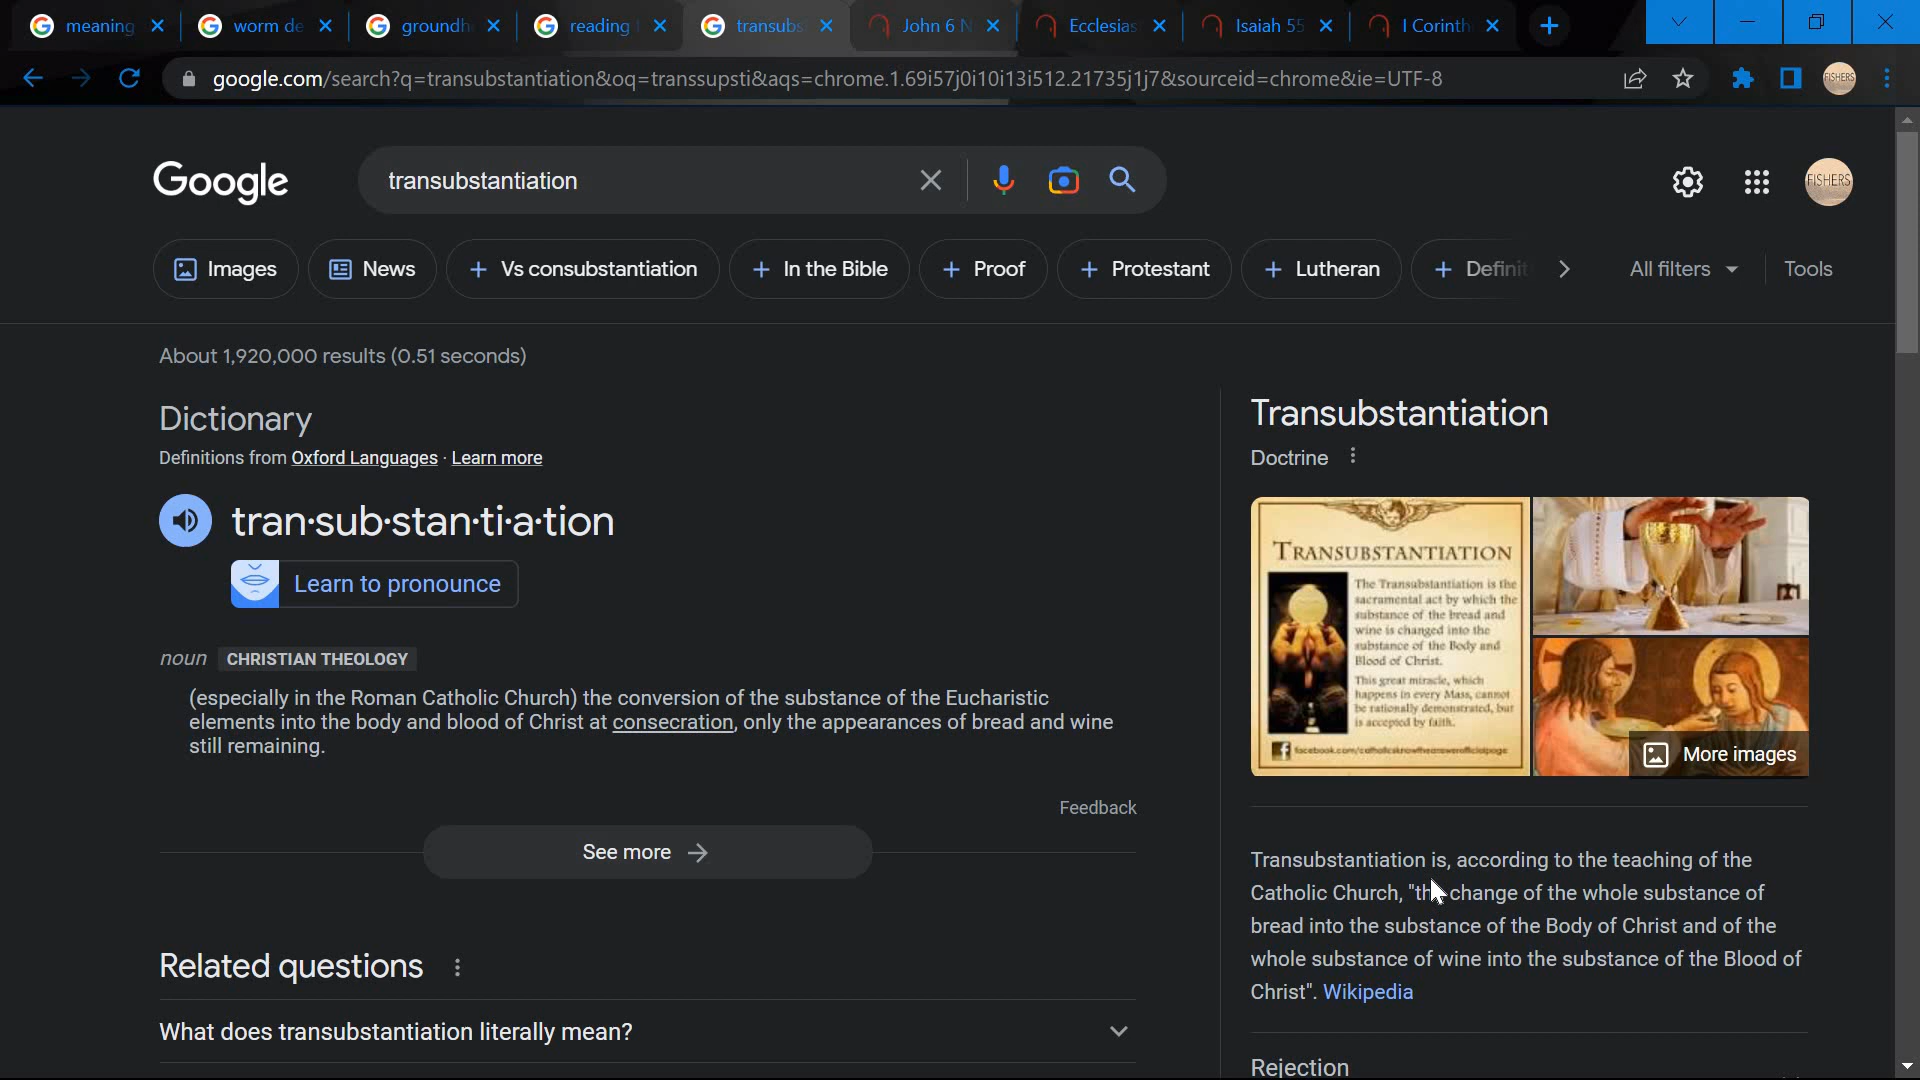 meaning
worm de
groundh
reading
transubs
John 6 N
Ecclesias
Isaiah 55
I Corinth
google.com/search?q=transubstantiation&oq=transsupsti&aqs=chrome.1.69i57j0i10i13i512.21735j1j7&sourceid=chrome&ie=UTF-8
FISHERS
Google
transubstantiation
FISHERS
Images
News
Vs consubstantiation
In the Bible
Proof
Protestant
Lutheran
Definit
All filters
Tools
About 1,920,000 results (0.51 seconds)
Dictionary
Definitions from Oxford Languages · Learn more
tran·sub·stan·ti·a·tion
Learn to pronounce
noun CHRISTIAN THEOLOGY
(especially in the Roman Catholic Church) the conversion of the substance of the Eucharistic
elements into the body and blood of Christ at consecration, only the appearances of bread and wine
still remaining.
Feedback
See more
Related questions
What does transubstantiation literally mean?
Transubstantiation
Doctrine
TRANSUBSTANTIATION
The Transubstantiation is the
sacramental act by which the
substance of the bread and
wine is changed into the
substance of the Body and
Blood of Christ.
This great miracle, which
happens in every Mass, cannot
be rationally demonstrated, but
is accepted by faith.
facebook.com/catholicsknowtheanswerofficialpage
More images
Transubstantiation is, according to the teaching of the
Catholic Church, "the change of the whole substance of
bread into the substance of the Body of Christ and of the
whole substance of wine into the substance of the Blood of
Christ". Wikipedia
Rejection